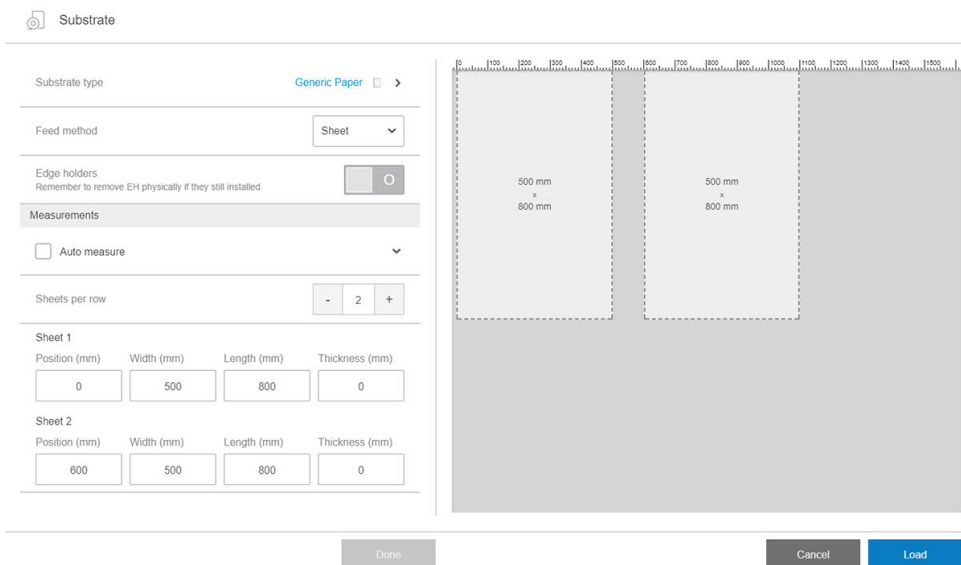 Substrate
Substrate type
Generic Paper
Feed method
Sheet
Edge holders
Remember to remove EH physically if they still installed
O
Measurements
Auto measure
Sheets per row
- 2 +
Sheet 1
Position (mm) Width (mm) Length (mm) Thickness (mm)
0 500 800 0
Sheet 2
Position (mm) Width (mm) Length (mm) Thickness (mm)
600 500 800 0
Done
0 100 200 300 400 500 600 700 800 900 1000 1100 1200 1300 1400 1500
500 mm
x
800 mm
500 mm
x
800 mm
Cancel
Load